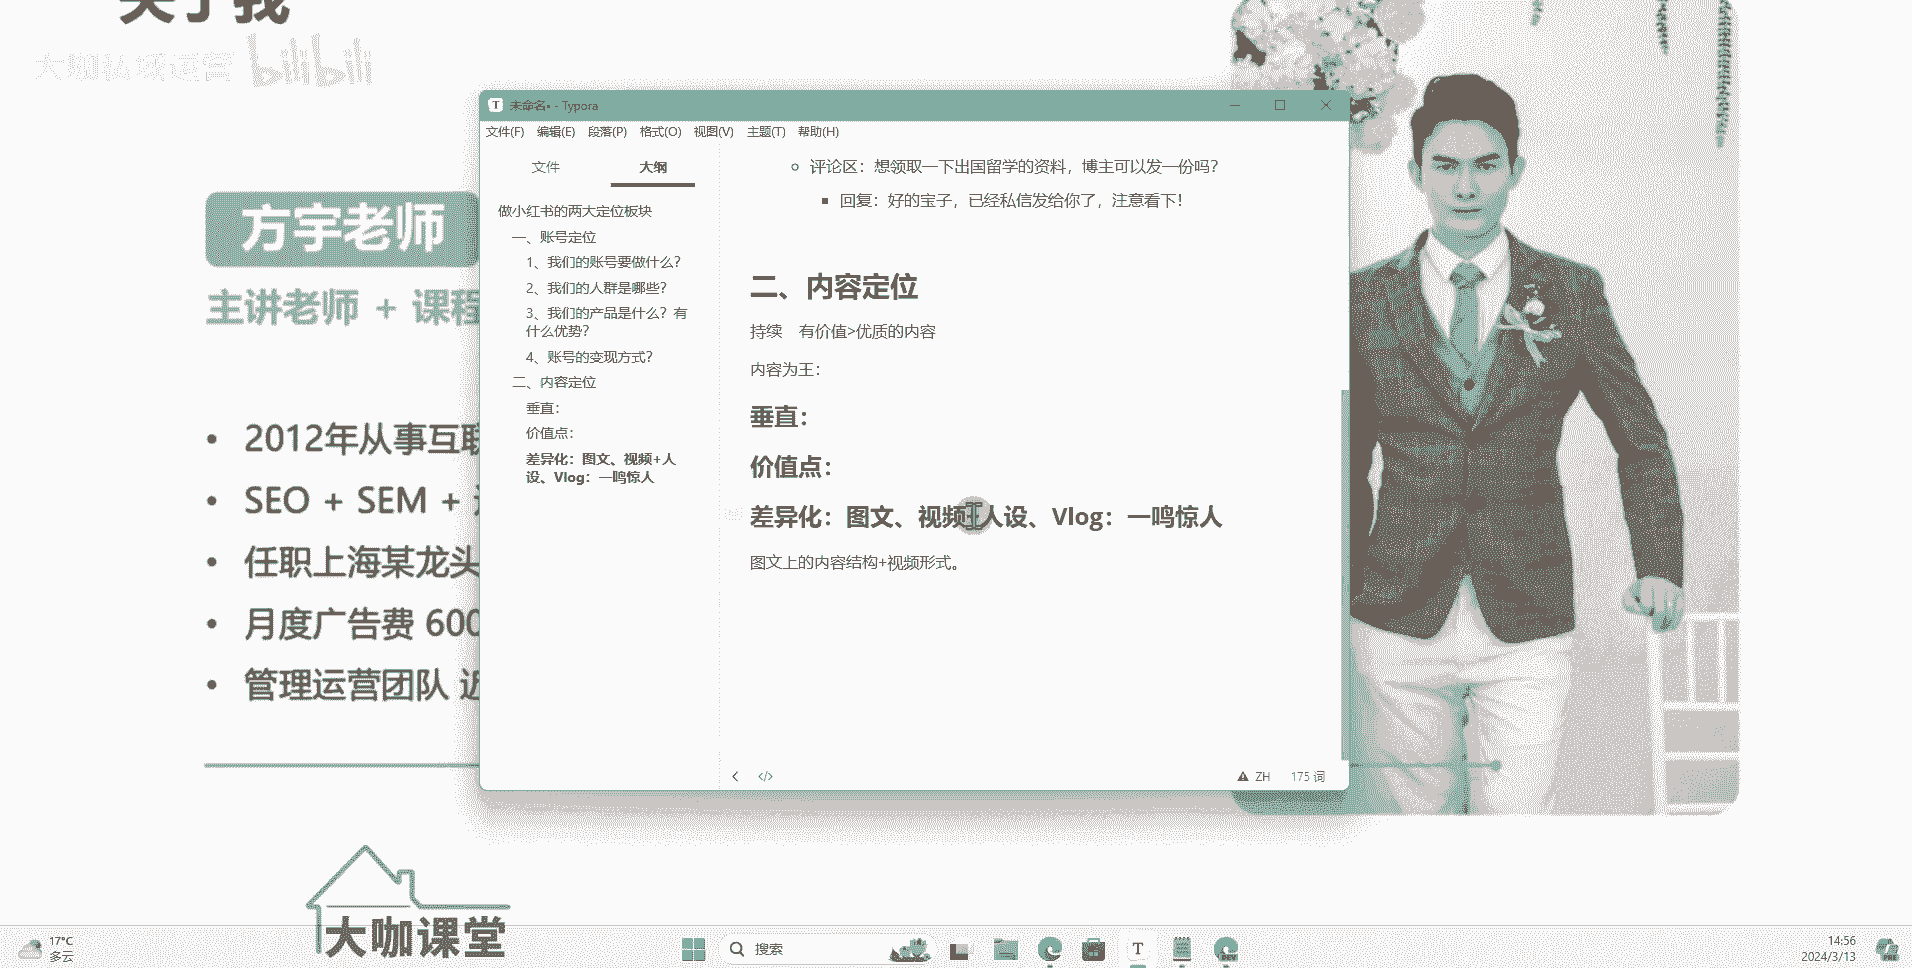 关于我
大咖私域运营 bilibili
方宇老师
主讲老师 + 课程
2012年从事互联
SEO + SEM +
任职上海某龙头
月度广告费 600
管理运营团队 近
大咖课堂
未命名• - Typora
文件(F) 编辑(E) 段落(P) 格式(O) 视图(V) 主题(T) 帮助(H)
文件 大纲
做小红书的两大定位板块
一、账号定位
1、我们的账号要做什么？
2、我们的人群是哪些？
3、我们的产品是什么？有
什么优势？
4、账号的变现方式？
二、内容定位
垂直：
价值点：
差异化：图文、视频+人
设、Vlog：一鸣惊人
评论区：想领取一下出国留学的资料，博主可以发一份吗？
回复：好的宝子，已经私信发给你了，注意看下！
二、内容定位
持续 有价值>优质的内容
内容为王：
垂直：
价值点：
差异化：图文、视频+人设、Vlog：一鸣惊人
图文上的内容结构+视频形式。
</> ZH 175 词
17°C
多云
搜索
14:56
2024/3/13